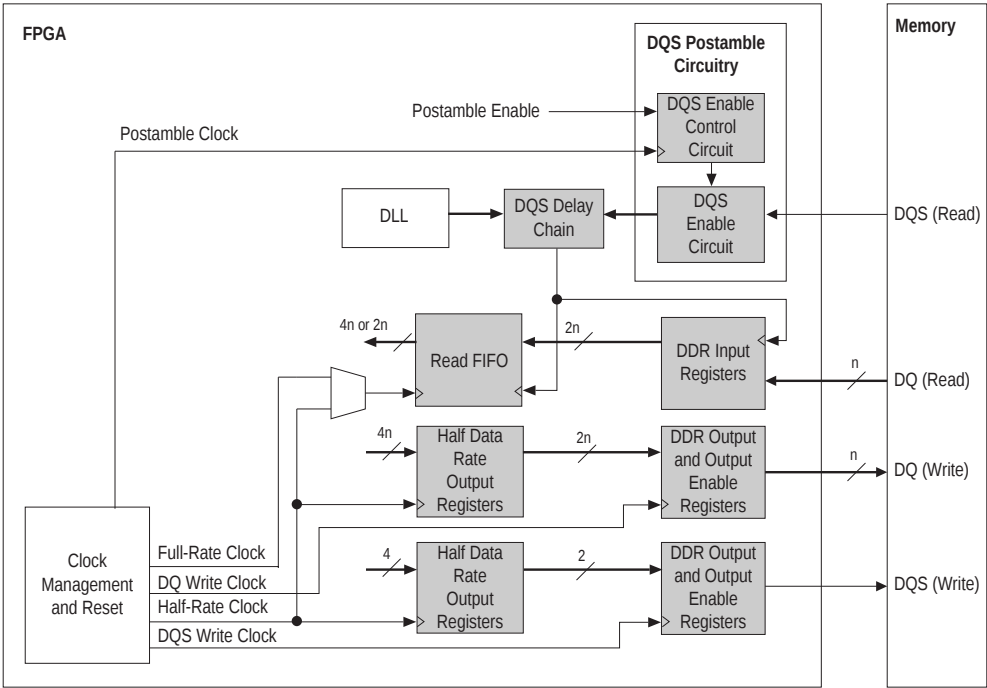 FPGA
Memory
DQS Postamble
Circuitry
Postamble Enable
DQS Enable
Control
Circuit
Postamble Clock
DLL
DQS Delay
Chain
DQS
Enable
Circuit
DQS (Read)
4n or 2n
Read FIFO
2n
DDR Input
Registers
n
DQ (Read)
4n
Half Data
Rate
Output
Registers
2n
DDR Output
and Output
Enable
Registers
n
DQ (Write)
Clock
Management
and Reset
Full-Rate Clock
DQ Write Clock
Half-Rate Clock
DQS Write Clock
4
Half Data
Rate
Output
Registers
2
DDR Output
and Output
Enable
Registers
DQS (Write)